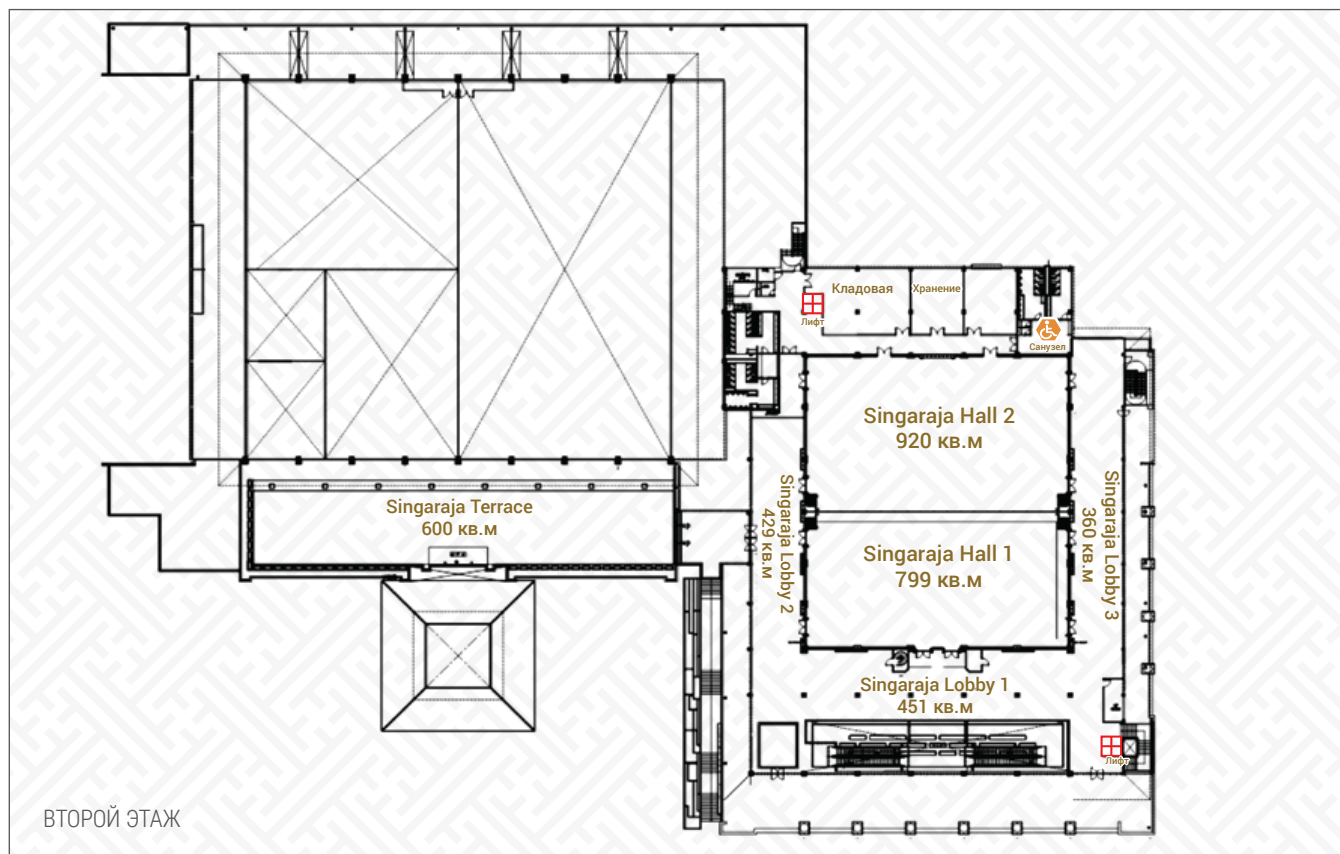 Кладовая
Хранение
Лифт
Санузел
Singaraja Hall 2
920 кв.м
Singaraja Terrace
600 кв.м
Singaraja Lobby 2
429 кв.м
Singaraja Lobby 3
360 кв.м
Singaraja Hall 1
799 кв.м
Singaraja Lobby 1
451 кв.м
Лифт
ВТОРОЙ ЭТАЖ